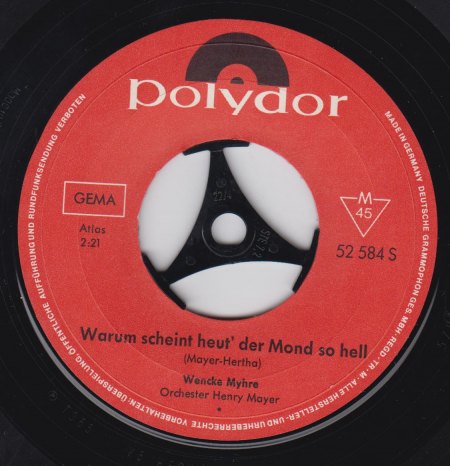 polydor
GEMA
Atlas
2:21
M
45
52 584 S
Warum scheint heut' der Mond so hell
(Mayer-Hertha)
Wencke Myhre
Orchester Henry Mayer
MADE IN GERMANY DEUTSCHE GRAMMOPHON GES. MBH · REGD · TR · M · ALLE HERSTELLER- UND URHEBERRECHTE VORBEHALTEN: ÜBERSPIELUNG, ÖFFENTLICHE AUFFÜHRUNG UND RUNDFUNKSENDUNG VERBOTEN